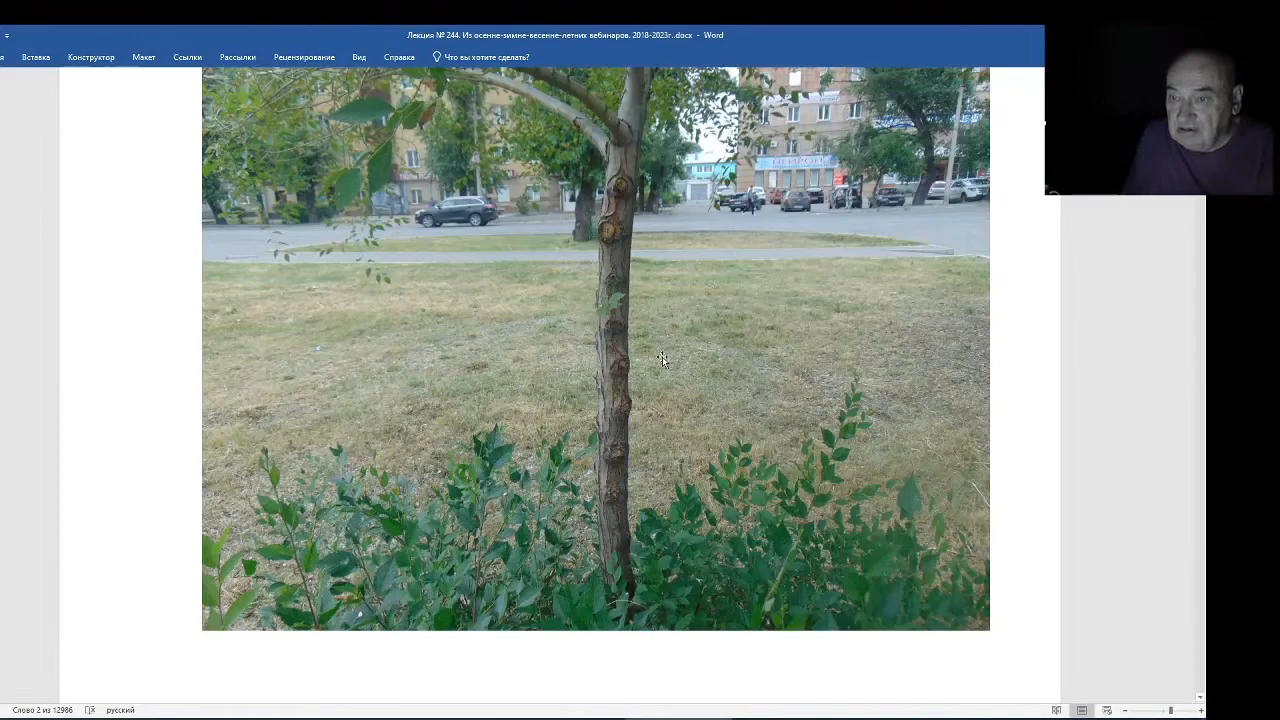 Лекция № 244. Из осенне-зимне-весенне-летних вебинаров. 2018-2023г..docx - Word
я Вставка Конструктор Макет Ссылки Рассылки Рецензирование Вид Справка Что вы хотите сделать?
НЕЙРОН
Слово 2 из 12986 русский